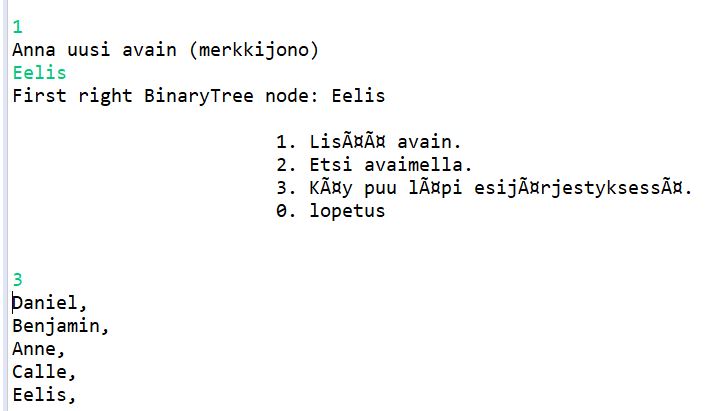 1
Anna uusi avain (merkkijono)
Eelis
First right BinaryTree node: Eelis
1. LisÃ¤Ã¤ avain.
2. Etsi avaimella.
3. KÃ¤y puu lÃ¤pi esijÃ¤rjestyksessÃ¤.
0. lopetus
3
Daniel,
Benjamin,
Anne,
Calle,
Eelis,